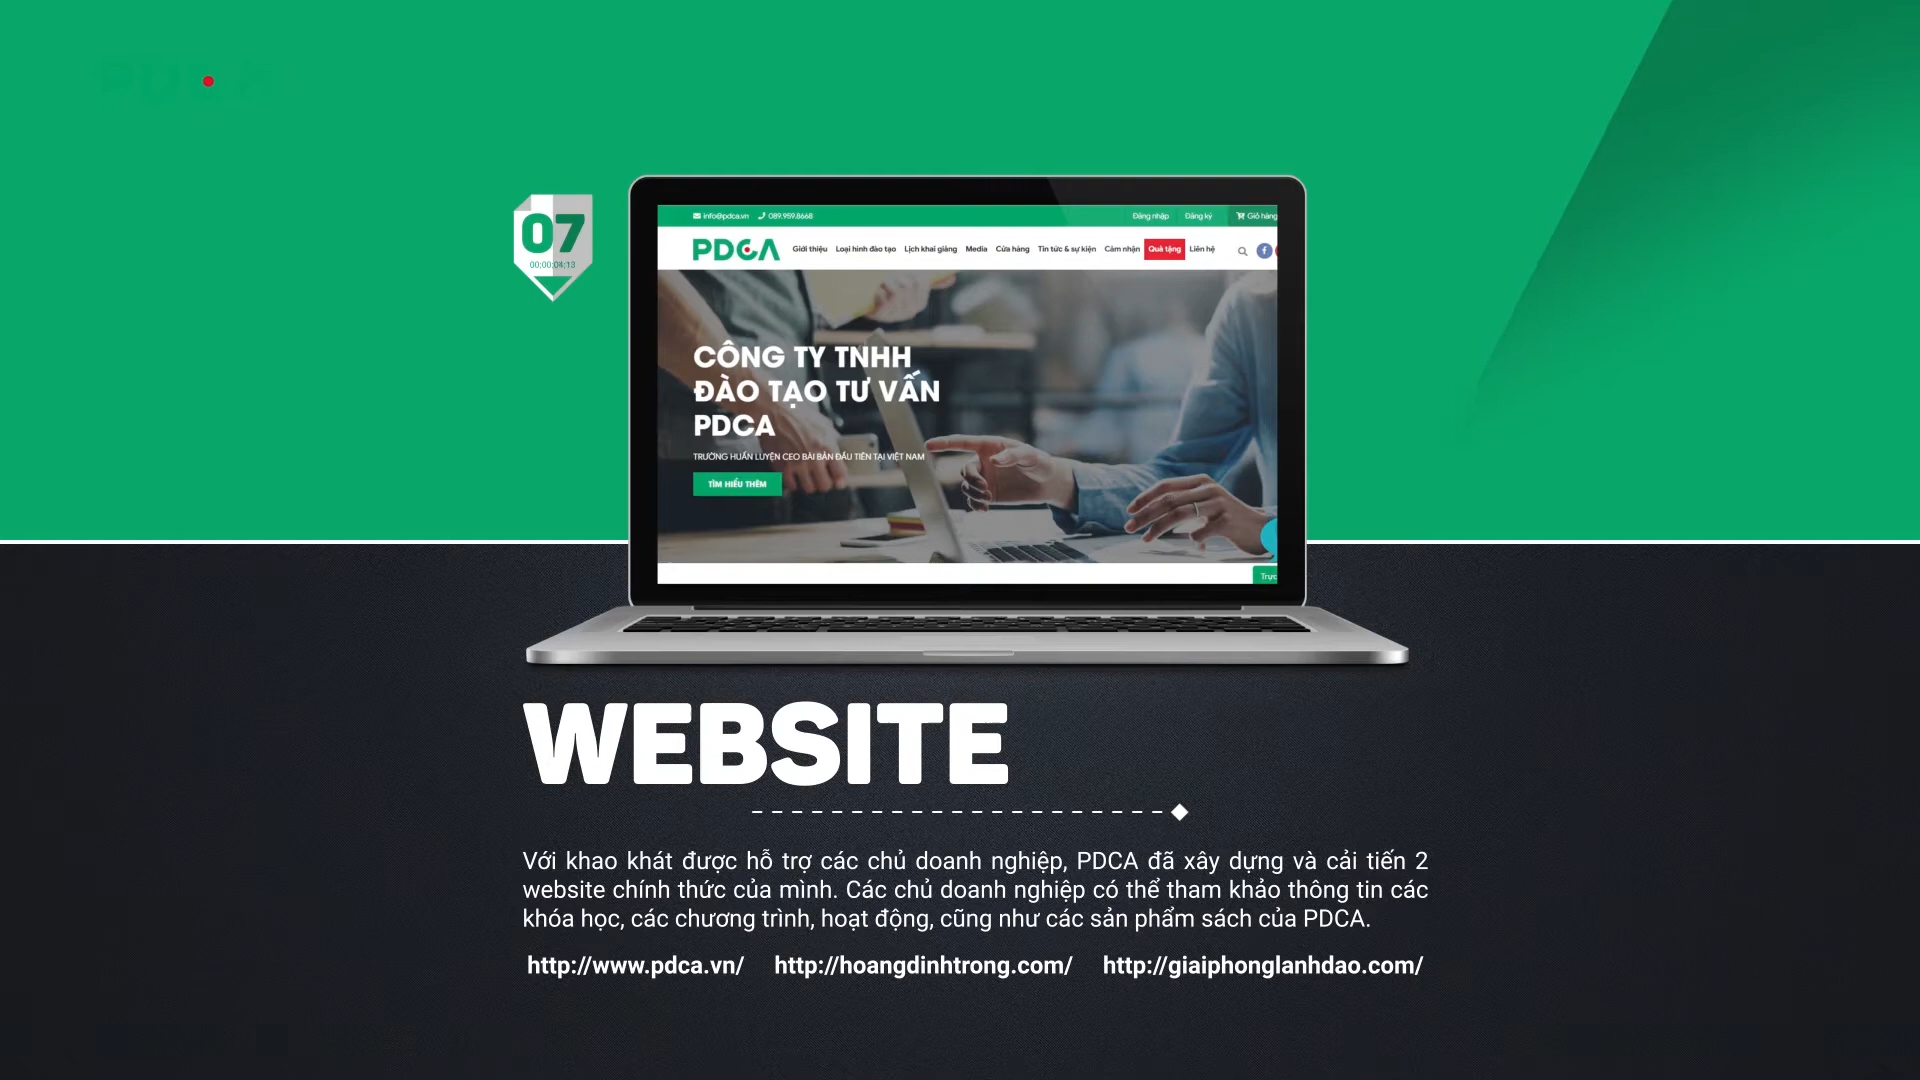 07
00;00;04;13
info@pdca.vn 089.959.8668 Đăng nhập Đăng ký Giỏ hàng
PDCA Giới thiệu Loại hình đào tạo Lịch khai giảng Media Cửa hàng Tin tức & sự kiện Cảm nhận Quà tặng Liên hệ
CÔNG TY TNHH
ĐÀO TẠO TƯ VẤN
PDCA
TRƯỜNG HUẤN LUYỆN CEO BÀI BẢN ĐẦU TIÊN TẠI VIỆT NAM
TÌM HIỂU THÊM
WEBSITE
Với khao khát được hỗ trợ các chủ doanh nghiệp, PDCA đã xây dựng và cải tiến 2
website chính thức của mình. Các chủ doanh nghiệp có thể tham khảo thông tin các
khóa học, các chương trình, hoạt động, cũng như các sản phẩm sách của PDCA.
http://www.pdca.vn/ http://hoangdinhtrong.com/ http://giaiphonglanhdao.com/